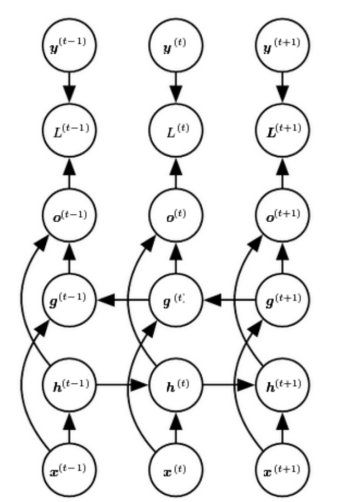 y^(t−1) y^(t) y^(t+1)
L^(t−1) L^(t) L^(t+1)
o^(t−1) o^(t) o^(t+1)
g^(t−1) g^(t) g^(t+1)
h^(t−1) h^(t) h^(t+1)
x^(t−1) x^(t) x^(t+1)